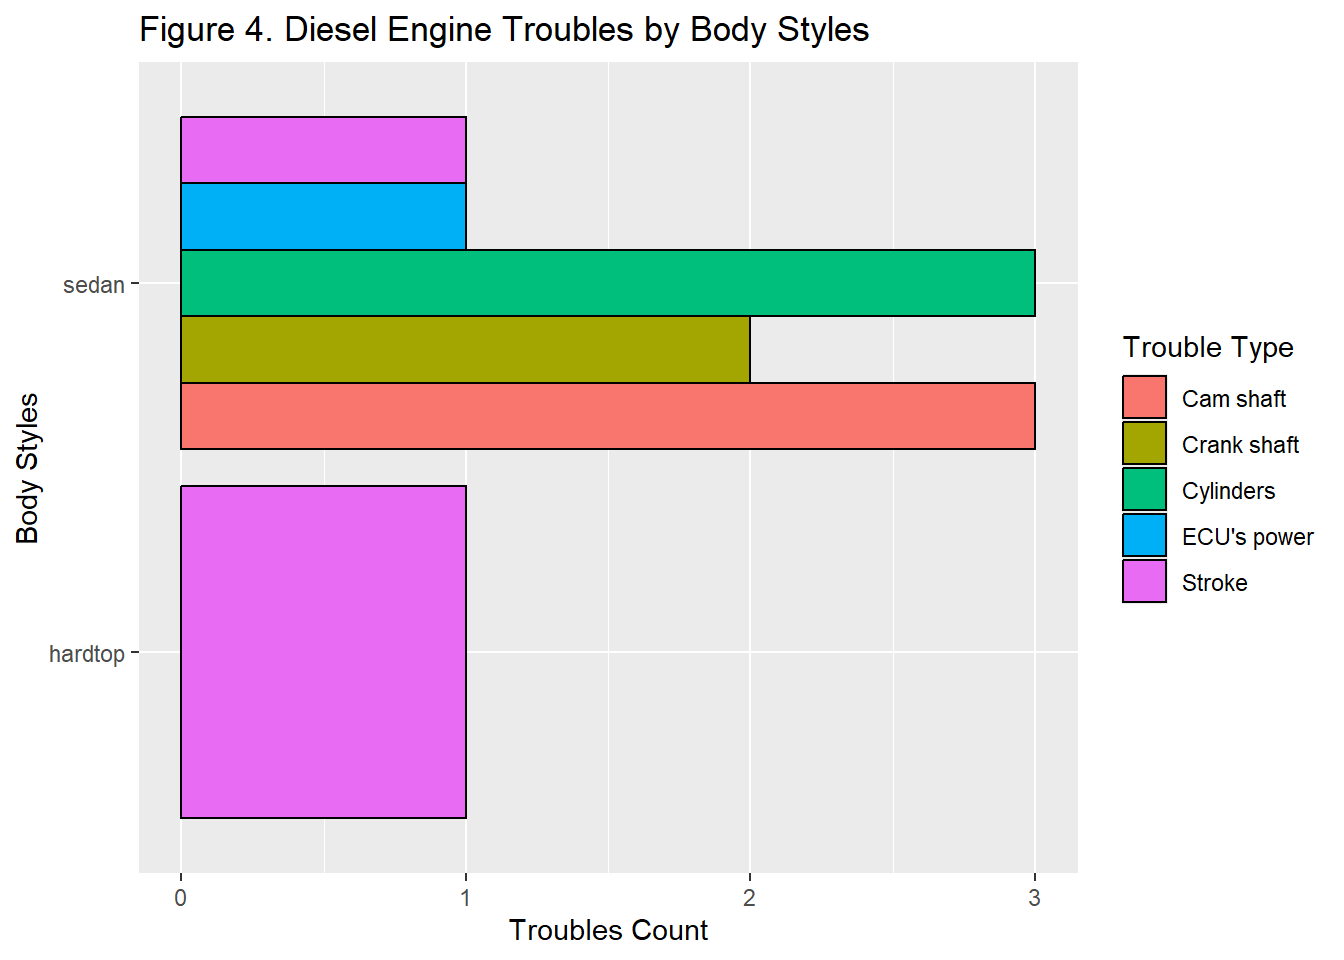 Figure 4. Diesel Engine Troubles by Body Styles
sedan
hardtop
Body Styles
0 1 2 3
Troubles Count
Trouble Type
Cam shaft
Crank shaft
Cylinders
ECU's power
Stroke